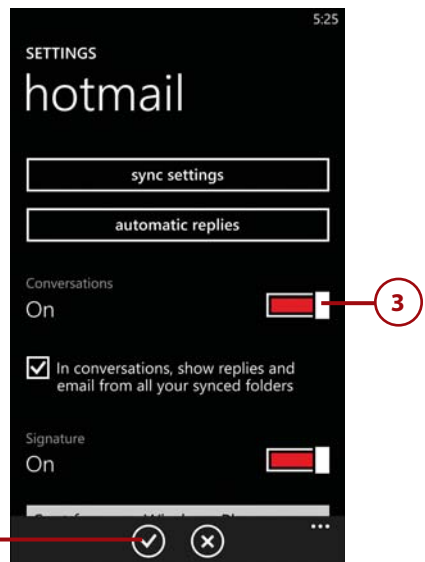 5:25
SETTINGS
hotmail
sync settings
automatic replies
Conversations
On
3
In conversations, show replies and
email from all your synced folders
Signature
On